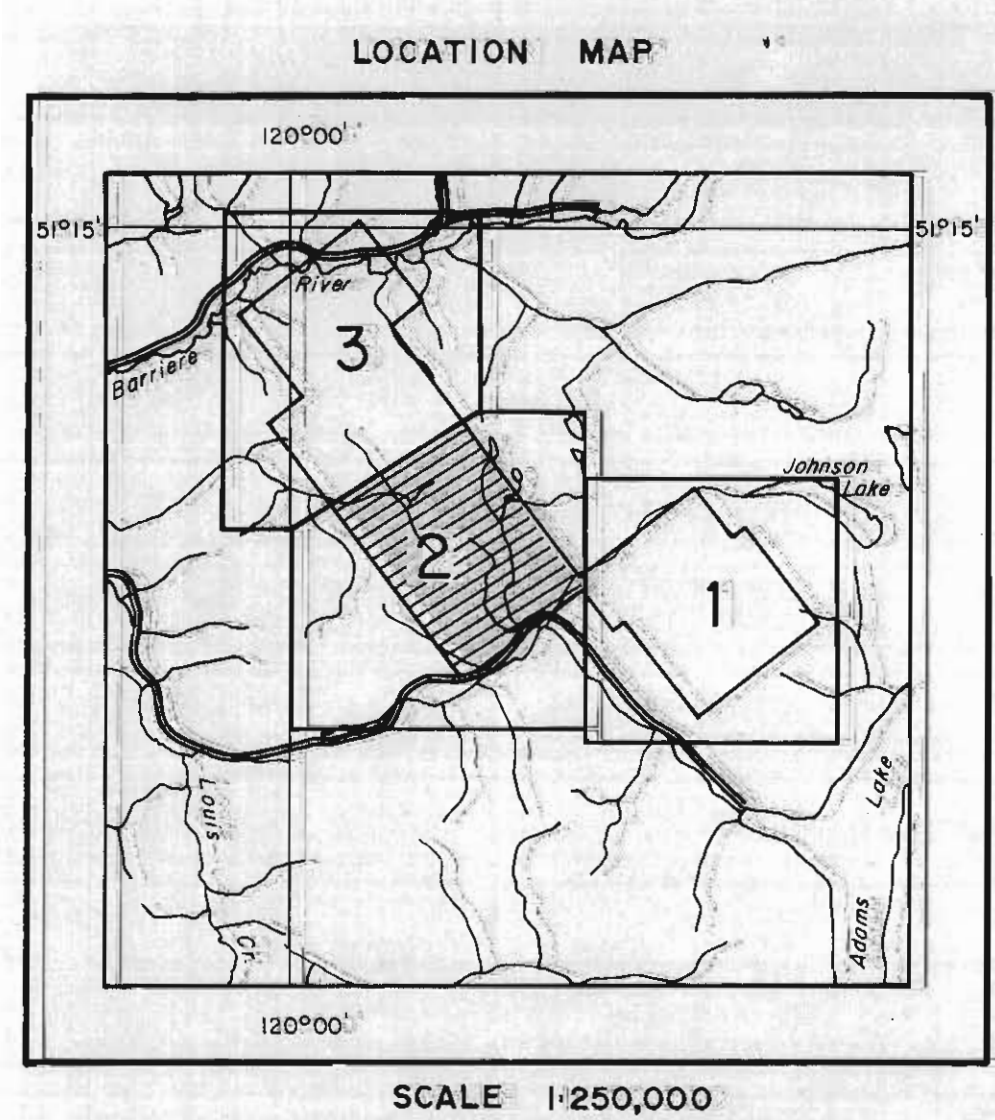 LOCATION MAP
120°00'
51°15'
51°15'
River
3
Barriere
Johnson
Lake
2
1
Louis
Cr.
Lake
Adams
120°00'
SCALE 1:250,000